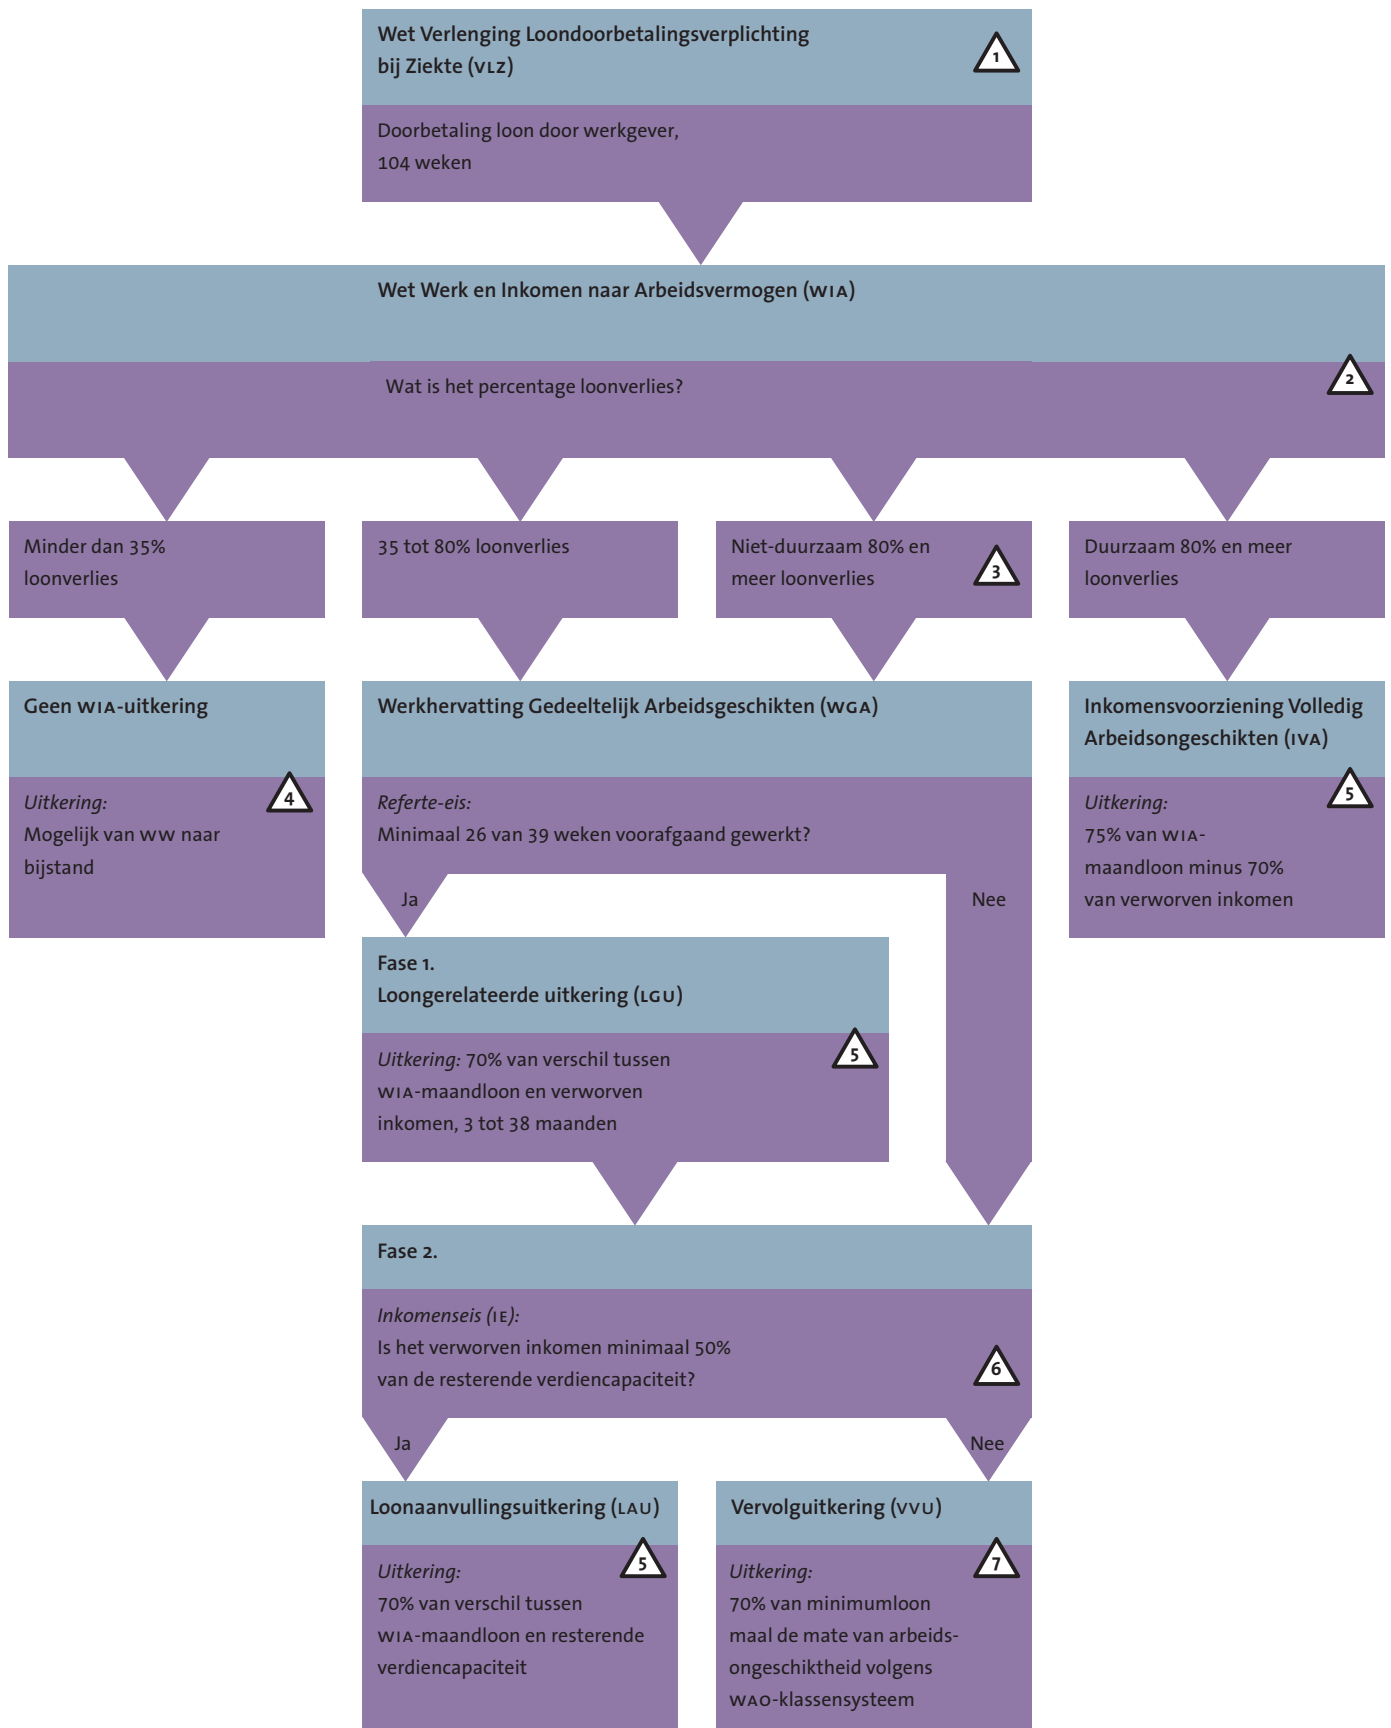 Wet Verlenging Loondoorbetalingsverplichting
bij Ziekte (VLZ)
1
Doorbetaling loon door werkgever,
104 weken
Wet Werk en Inkomen naar Arbeidsvermogen (WIA)
Wat is het percentage loonverlies?
2
Minder dan 35%
loonverlies
35 tot 80% loonverlies
Niet-duurzaam 80% en
meer loonverlies
3
Duurzaam 80% en meer
loonverlies
Geen WIA-uitkering
4
Uitkering:
Mogelijk van WW naar
bijstand
Werkhervatting Gedeeltelijk Arbeidsgeschikten (WGA)
Referte-eis:
Minimaal 26 van 39 weken voorafgaand gewerkt?
Inkomensvoorziening Volledig
Arbeidsongeschikten (IVA)
5
Uitkering:
75% van WIA-
maandloon minus 70%
van verworven inkomen
Ja
Nee
Fase 1.
Loongerelateerde uitkering (LGU)
5
Uitkering: 70% van verschil tussen
WIA-maandloon en verworven
inkomen, 3 tot 38 maanden
Fase 2.
Inkomenseis (IE):
Is het verworven inkomen minimaal 50%
van de resterende verdiencapaciteit?
6
Ja
Nee
Loonaanvullingsuitkering (LAU)
5
Uitkering:
70% van verschil tussen
WIA-maandloon en resterende
verdiencapaciteit
Vervolguitkering (VVU)
7
Uitkering:
70% van minimumloon
maal de mate van arbeids-
ongeschiktheid volgens
WAO-klassensysteem